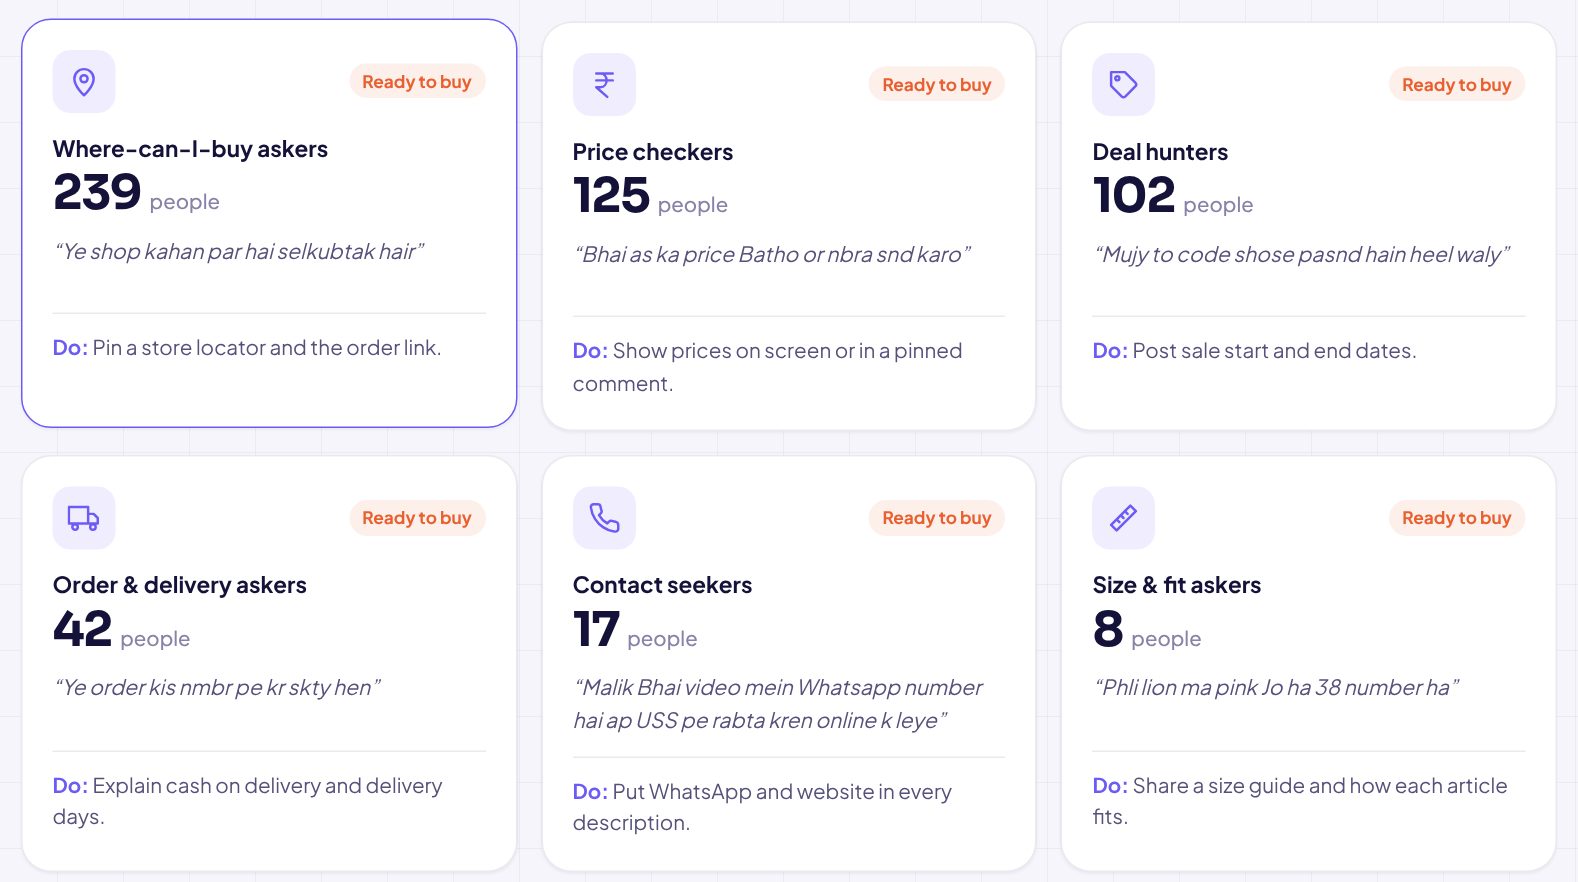 Ready to buy
Where-can-I-buy askers
239 people
“Ye shop kahan par hai selkubtak hair”
Do: Pin a store locator and the order link.
₹
Ready to buy
Price checkers
125 people
“Bhai as ka price Batho or nbra snd karo”
Do: Show prices on screen or in a pinned
comment.
Ready to buy
Deal hunters
102 people
“Mujy to code shose pasnd hain heel waly”
Do: Post sale start and end dates.
Ready to buy
Order & delivery askers
42 people
“Ye order kis nmbr pe kr skty hen”
Do: Explain cash on delivery and delivery
days.
Ready to buy
Contact seekers
17 people
“Malik Bhai video mein Whatsapp number
hai ap USS pe rabta kren online k leye”
Do: Put WhatsApp and website in every
description.
Ready to buy
Size & fit askers
8 people
“Phli lion ma pink Jo ha 38 number ha”
Do: Share a size guide and how each article
fits.